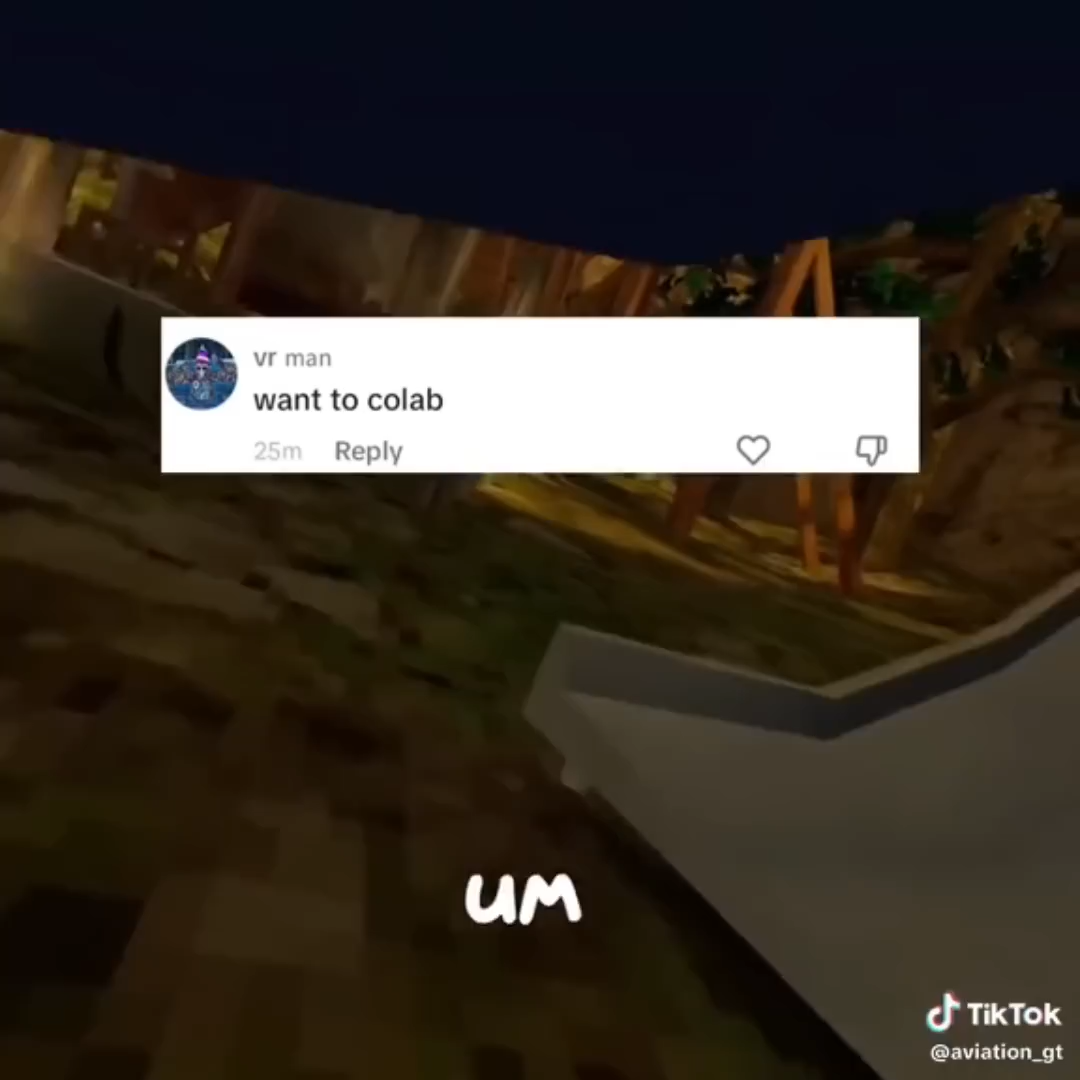 vr man
want to colab
25m Reply
UM
TikTok
@aviation_gt